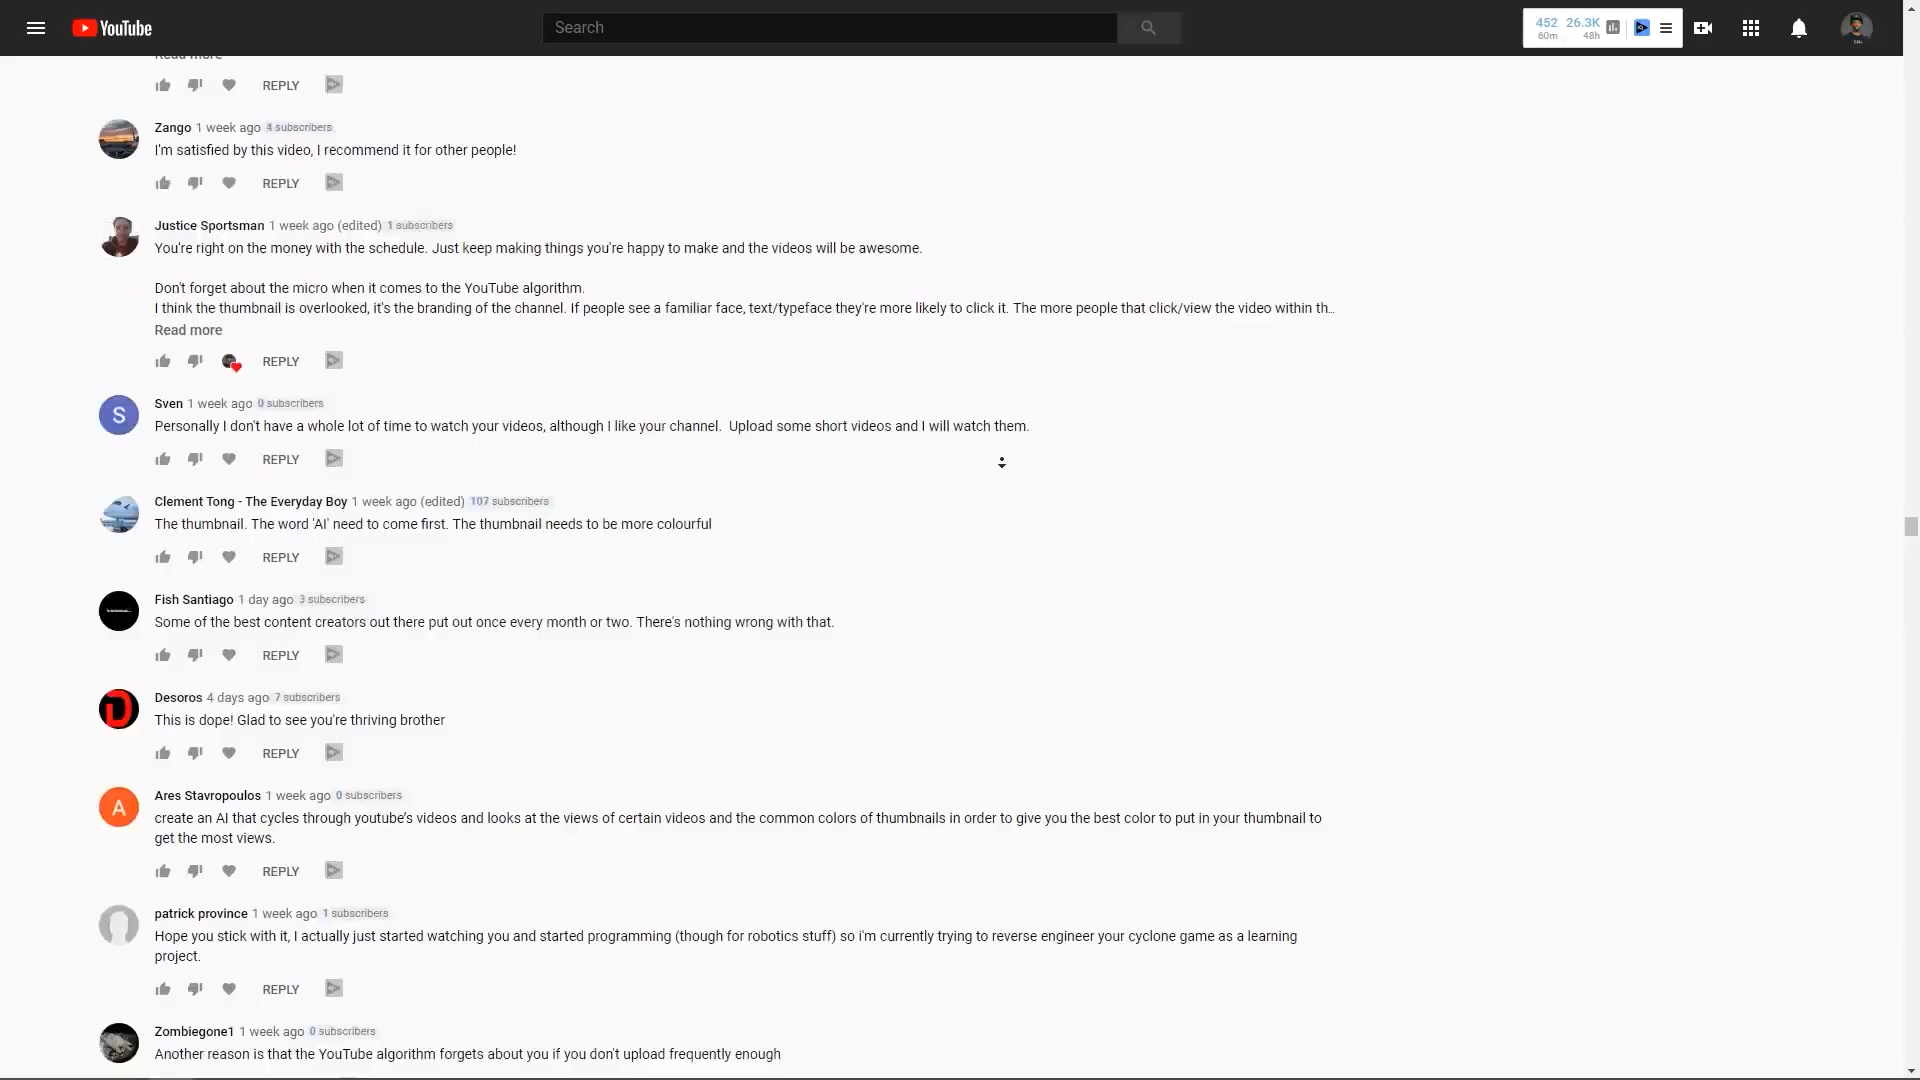 YouTube
Search
452 26.3K
60m 48h
Read more
REPLY
Zango 1 week ago 4 subscribers
I'm satisfied by this video, I recommend it for other people!
REPLY
Justice Sportsman 1 week ago (edited) 1 subscribers
You're right on the money with the schedule. Just keep making things you're happy to make and the videos will be awesome.
Don't forget about the micro when it comes to the YouTube algorithm.
I think the thumbnail is overlooked, it's the branding of the channel. If people see a familiar face, text/typeface they're more likely to click it. The more people that click/view the video within th…
Read more
REPLY
S
Sven 1 week ago 0 subscribers
Personally I don't have a whole lot of time to watch your videos, although I like your channel. Upload some short videos and I will watch them.
REPLY
Clement Tong - The Everyday Boy 1 week ago (edited) 107 subscribers
The thumbnail. The word 'AI' need to come first. The thumbnail needs to be more colourful
REPLY
Fish Santiago 1 day ago 3 subscribers
Some of the best content creators out there put out once every month or two. There's nothing wrong with that.
REPLY
D
Desoros 4 days ago 7 subscribers
This is dope! Glad to see you're thriving brother
REPLY
A
Ares Stavropoulos 1 week ago 0 subscribers
create an AI that cycles through youtube's videos and looks at the views of certain videos and the common colors of thumbnails in order to give you the best color to put in your thumbnail to
get the most views.
REPLY
patrick province 1 week ago 1 subscribers
Hope you stick with it, I actually just started watching you and started programming (though for robotics stuff) so i'm currently trying to reverse engineer your cyclone game as a learning
project.
REPLY
Zombiegone1 1 week ago 0 subscribers
Another reason is that the YouTube algorithm forgets about you if you don't upload frequently enough